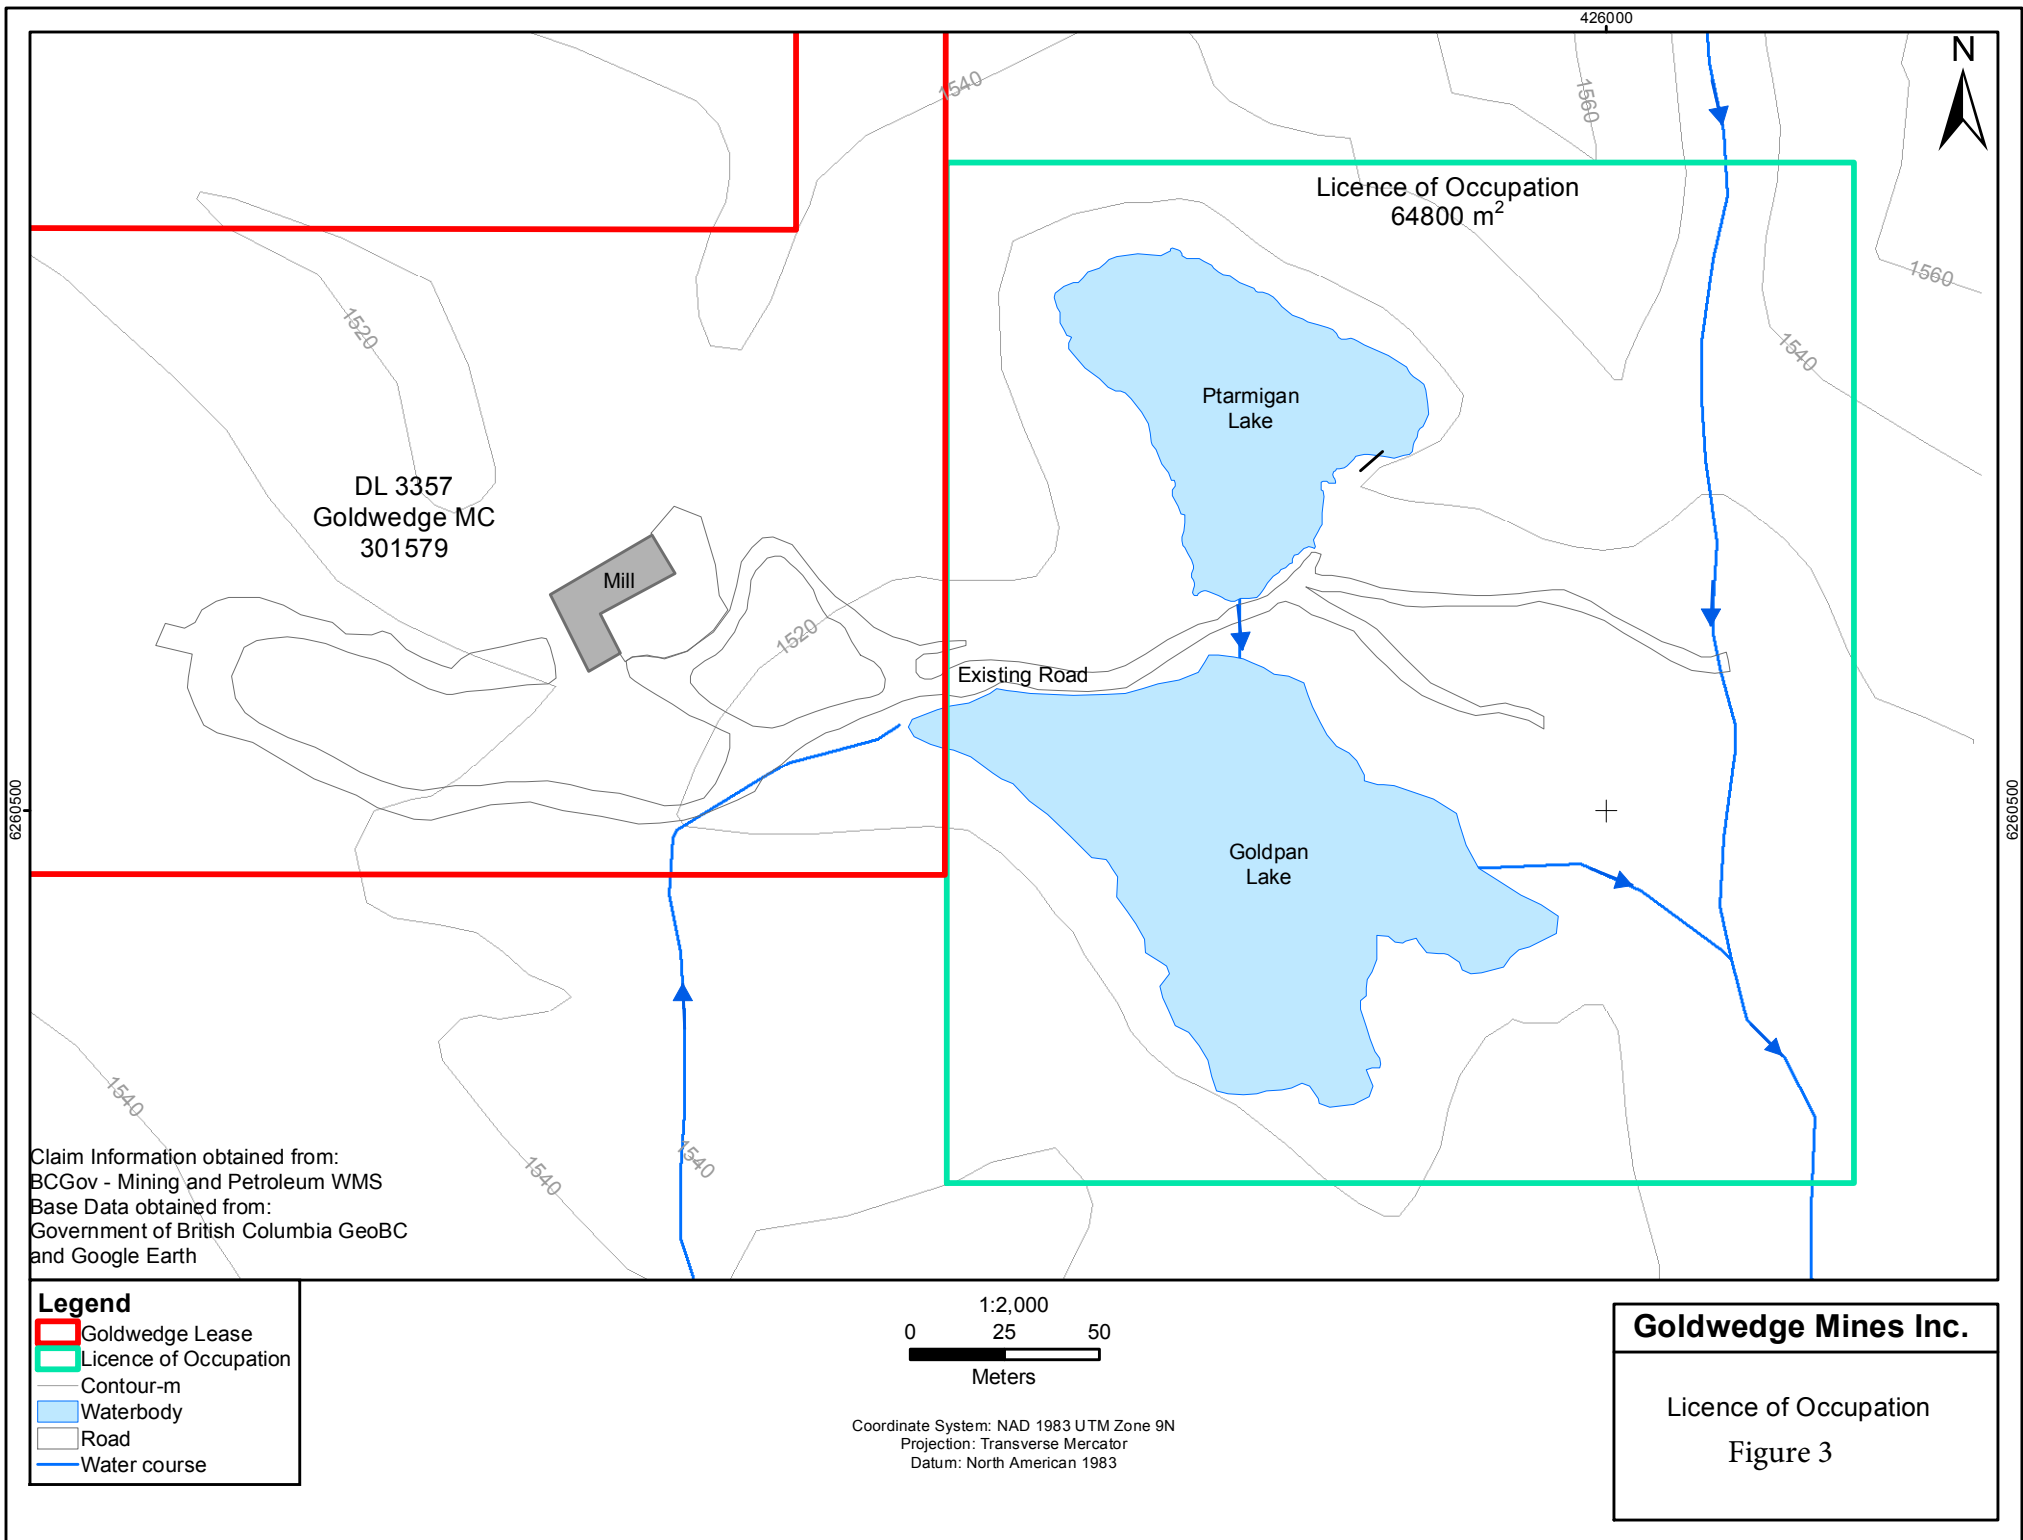 426000
N
1540
1560
Licence of Occupation
64800 m²
1560
1520
1540
Ptarmigan
Lake
DL 3357
Goldwedge MC
301579
Mill
1520
Existing Road
6260500
6260500
Goldpan
Lake
1540
1540
1540
Claim Information obtained from:
BCGov - Mining and Petroleum WMS
Base Data obtained from:
Government of British Columbia GeoBC
and Google Earth
Legend
Goldwedge Lease
Licence of Occupation
Contour-m
Waterbody
Road
Water course
1:2,000
0 25 50
Meters
Coordinate System: NAD 1983 UTM Zone 9N
Projection: Transverse Mercator
Datum: North American 1983
Goldwedge Mines Inc.
Licence of Occupation
Figure 3